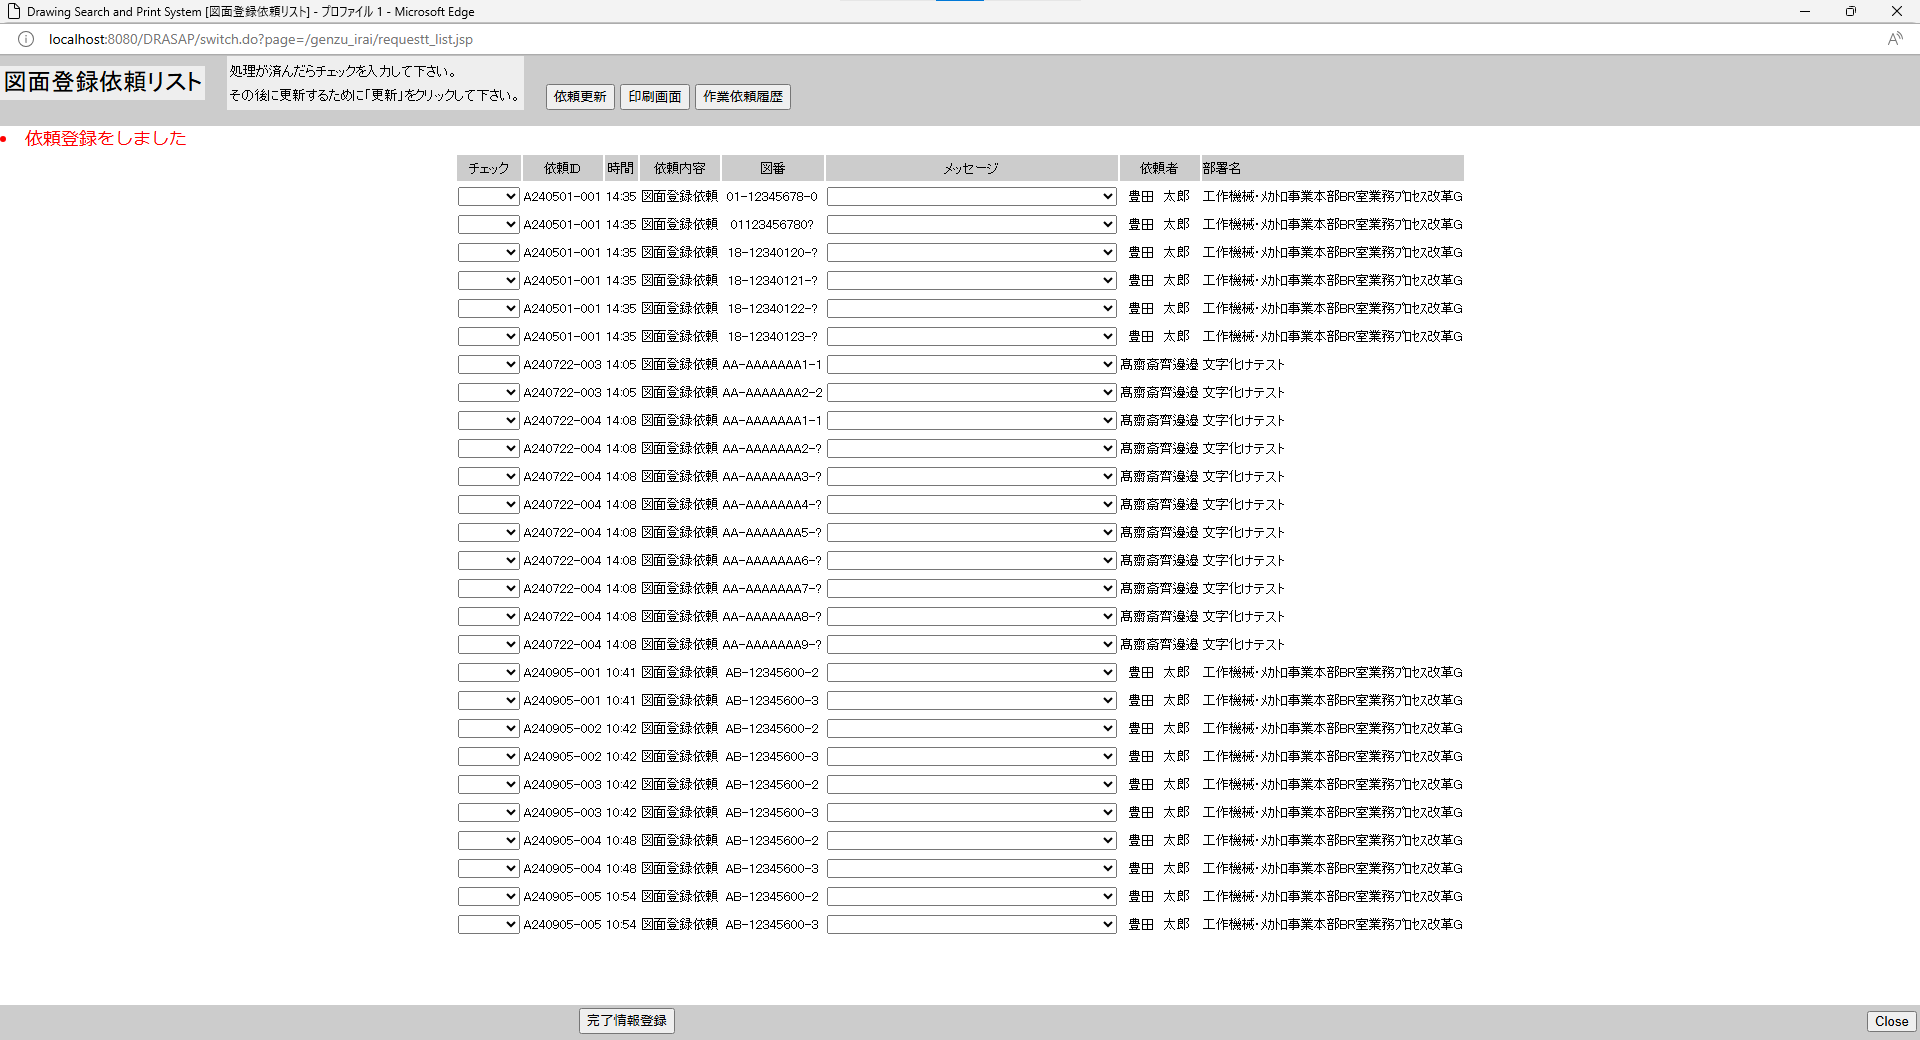 Drawing Search and Print System [図面登録依頼リスト] - プロファイル 1 - Microsoft Edge
localhost:8080/DRASAP/switch.do?page=/genzu_irai/requestt_list.jsp
図面登録依頼リスト
処理が済んだらチェックを入力して下さい。
その後に更新するために「更新」をクリックして下さい。
依頼更新 印刷画面 作業依頼履歴
• 依頼登録をしました
チェック 依頼ID 時間 依頼内容 図番 メッセージ 依頼者 部署名
A240501-001 14:35 図面登録依頼 01-12345678-0 豊田 太郎 工作機械・ﾒｶﾄﾛ事業本部BR室業務ﾌﾟﾛｾｽ改革G
A240501-001 14:35 図面登録依頼 01123456780? 豊田 太郎 工作機械・ﾒｶﾄﾛ事業本部BR室業務ﾌﾟﾛｾｽ改革G
A240501-001 14:35 図面登録依頼 18-12340120-? 豊田 太郎 工作機械・ﾒｶﾄﾛ事業本部BR室業務ﾌﾟﾛｾｽ改革G
A240501-001 14:35 図面登録依頼 18-12340121-? 豊田 太郎 工作機械・ﾒｶﾄﾛ事業本部BR室業務ﾌﾟﾛｾｽ改革G
A240501-001 14:35 図面登録依頼 18-12340122-? 豊田 太郎 工作機械・ﾒｶﾄﾛ事業本部BR室業務ﾌﾟﾛｾｽ改革G
A240501-001 14:35 図面登録依頼 18-12340123-? 豊田 太郎 工作機械・ﾒｶﾄﾛ事業本部BR室業務ﾌﾟﾛｾｽ改革G
A240722-003 14:05 図面登録依頼 AA-AAAAAAA1-1 髙齋斎齊邉邊 文字化けテスト
A240722-003 14:05 図面登録依頼 AA-AAAAAAA2-2 髙齋斎齊邉邊 文字化けテスト
A240722-004 14:08 図面登録依頼 AA-AAAAAAA1-1 髙齋斎齊邉邊 文字化けテスト
A240722-004 14:08 図面登録依頼 AA-AAAAAAA2-? 髙齋斎齊邉邊 文字化けテスト
A240722-004 14:08 図面登録依頼 AA-AAAAAAA3-? 髙齋斎齊邉邊 文字化けテスト
A240722-004 14:08 図面登録依頼 AA-AAAAAAA4-? 髙齋斎齊邉邊 文字化けテスト
A240722-004 14:08 図面登録依頼 AA-AAAAAAA5-? 髙齋斎齊邉邊 文字化けテスト
A240722-004 14:08 図面登録依頼 AA-AAAAAAA6-? 髙齋斎齊邉邊 文字化けテスト
A240722-004 14:08 図面登録依頼 AA-AAAAAAA7-? 髙齋斎齊邉邊 文字化けテスト
A240722-004 14:08 図面登録依頼 AA-AAAAAAA8-? 髙齋斎齊邉邊 文字化けテスト
A240722-004 14:08 図面登録依頼 AA-AAAAAAA9-? 髙齋斎齊邉邊 文字化けテスト
A240905-001 10:41 図面登録依頼 AB-12345600-2 豊田 太郎 工作機械・ﾒｶﾄﾛ事業本部BR室業務ﾌﾟﾛｾｽ改革G
A240905-001 10:41 図面登録依頼 AB-12345600-3 豊田 太郎 工作機械・ﾒｶﾄﾛ事業本部BR室業務ﾌﾟﾛｾｽ改革G
A240905-002 10:42 図面登録依頼 AB-12345600-2 豊田 太郎 工作機械・ﾒｶﾄﾛ事業本部BR室業務ﾌﾟﾛｾｽ改革G
A240905-002 10:42 図面登録依頼 AB-12345600-3 豊田 太郎 工作機械・ﾒｶﾄﾛ事業本部BR室業務ﾌﾟﾛｾｽ改革G
A240905-003 10:42 図面登録依頼 AB-12345600-2 豊田 太郎 工作機械・ﾒｶﾄﾛ事業本部BR室業務ﾌﾟﾛｾｽ改革G
A240905-003 10:42 図面登録依頼 AB-12345600-3 豊田 太郎 工作機械・ﾒｶﾄﾛ事業本部BR室業務ﾌﾟﾛｾｽ改革G
A240905-004 10:48 図面登録依頼 AB-12345600-2 豊田 太郎 工作機械・ﾒｶﾄﾛ事業本部BR室業務ﾌﾟﾛｾｽ改革G
A240905-004 10:48 図面登録依頼 AB-12345600-3 豊田 太郎 工作機械・ﾒｶﾄﾛ事業本部BR室業務ﾌﾟﾛｾｽ改革G
A240905-005 10:54 図面登録依頼 AB-12345600-2 豊田 太郎 工作機械・ﾒｶﾄﾛ事業本部BR室業務ﾌﾟﾛｾｽ改革G
A240905-005 10:54 図面登録依頼 AB-12345600-3 豊田 太郎 工作機械・ﾒｶﾄﾛ事業本部BR室業務ﾌﾟﾛｾｽ改革G
完了情報登録
Close